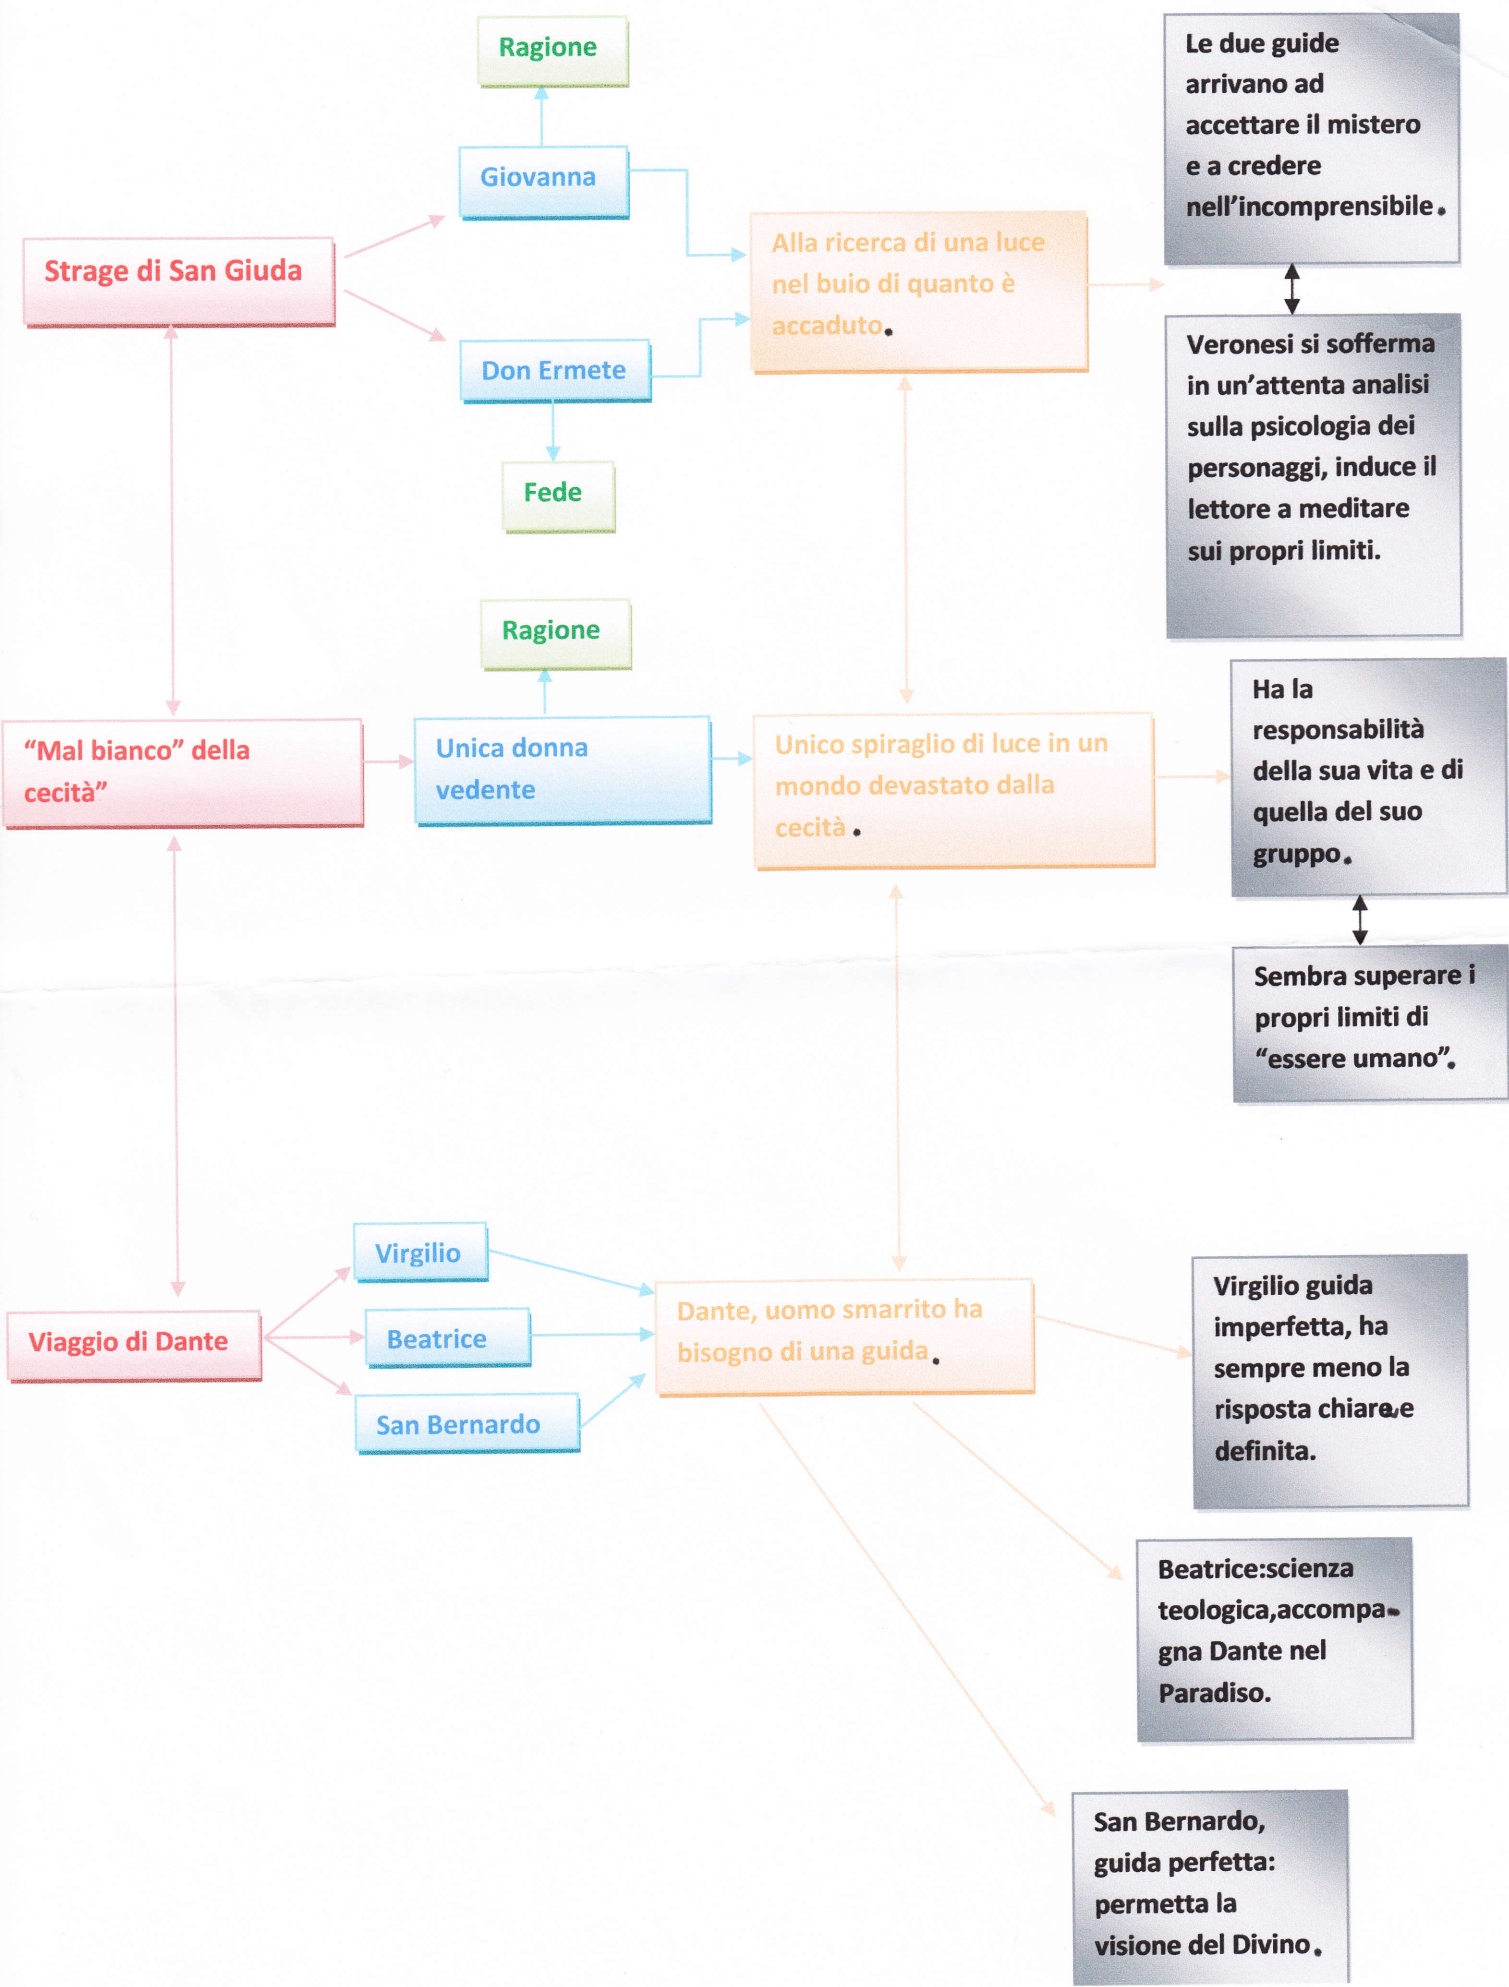 Ragione
Giovanna
Strage di San Giuda
Don Ermete
Fede
Alla ricerca di una luce
nel buio di quanto è
accaduto.
Le due guide
arrivano ad
accettare il mistero
e a credere
nell'incomprensibile.
Veronesi si sofferma
in un'attenta analisi
sulla psicologia dei
personaggi, induce il
lettore a meditare
sui propri limiti.
Ragione
“Mal bianco” della
cecità”
Unica donna
vedente
Unico spiraglio di luce in un
mondo devastato dalla
cecità.
Ha la
responsabilità
della sua vita e di
quella del suo
gruppo.
Sembra superare i
propri limiti di
“essere umano”.
Viaggio di Dante
Virgilio
Beatrice
San Bernardo
Dante, uomo smarrito ha
bisogno di una guida.
Virgilio guida
imperfetta, ha
sempre meno la
risposta chiara e
definita.
Beatrice:scienza
teologica,accompa-
gna Dante nel
Paradiso.
San Bernardo,
guida perfetta:
permetta la
visione del Divino.